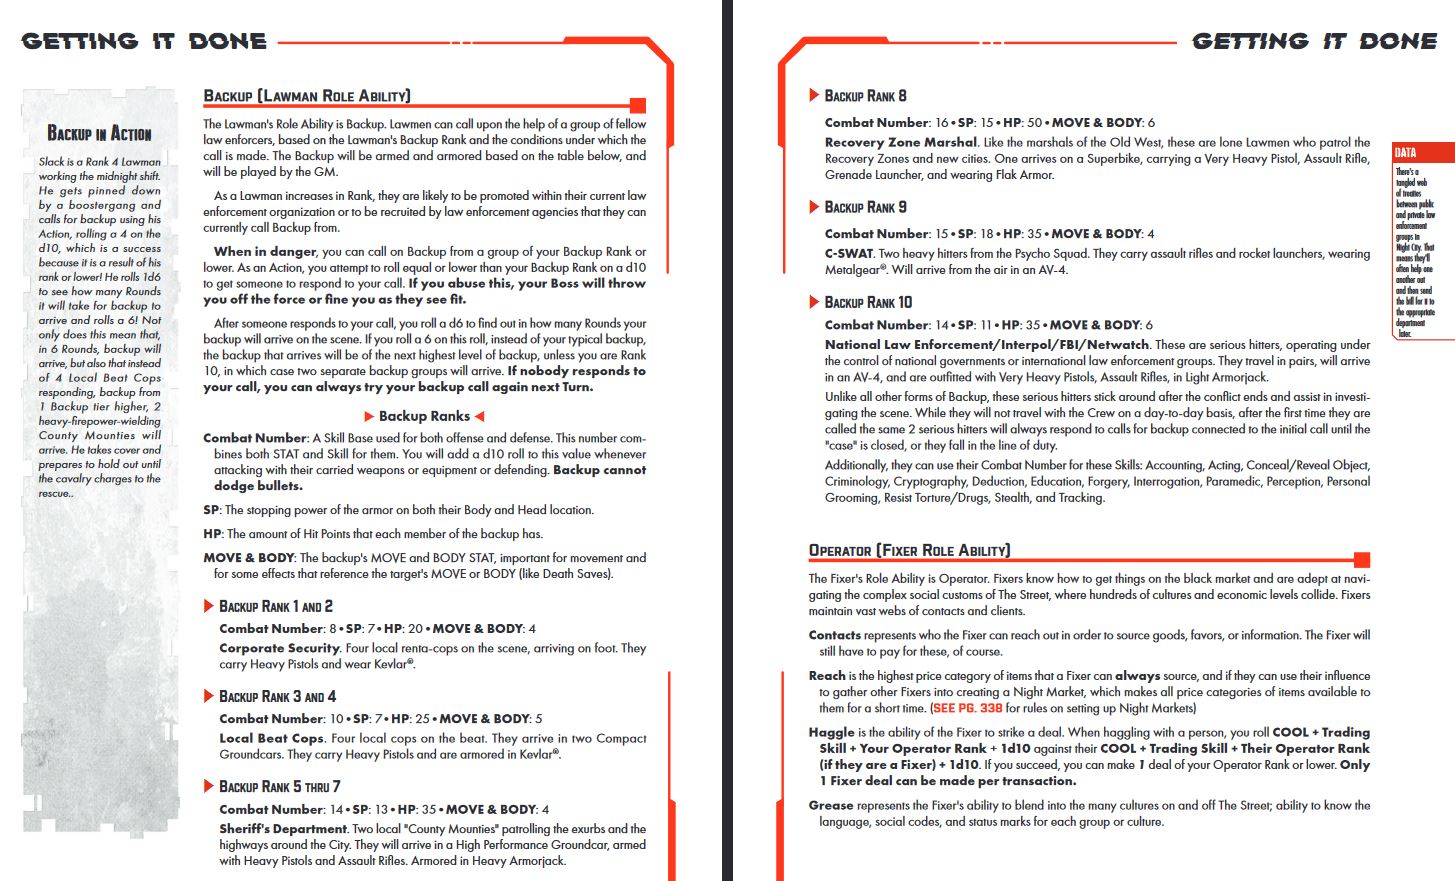 GETTING IT DONE
BACKUP IN ACTION
Slack is a Rank 4 Lawman
working the midnight shift.
He gets pinned down
by a boostergang and
calls for backup using his
Action, rolling a 4 on the
d10, which is a success
because it is a result of his
rank or lower! He rolls 1d6
to see how many Rounds
it will take for backup to
arrive and rolls a 6! Not
only does this mean that,
in 6 Rounds, backup will
arrive, but also that instead
of 4 Local Beat Cops
responding, backup from
1 Backup tier higher, 2
heavy-firepower-wielding
County Mounties will
arrive. He takes cover and
prepares to hold out until
the cavalry charges to the
rescue..
BACKUP (LAWMAN ROLE ABILITY)
The Lawman's Role Ability is Backup. Lawmen can call upon the help of a group of fellow
law enforcers, based on the Lawman's Backup Rank and the conditions under which the
call is made. The Backup will be armed and armored based on the table below, and
will be played by the GM.
As a Lawman increases in Rank, they are likely to be promoted within their current law
enforcement organization or to be recruited by law enforcement agencies that they can
currently call Backup from.
When in danger, you can call on Backup from a group of your Backup Rank or
lower. As an Action, you attempt to roll equal or lower than your Backup Rank on a d10
to get someone to respond to your call. If you abuse this, your Boss will throw
you off the force or fine you as they see fit.
After someone responds to your call, you roll a d6 to find out in how many Rounds your
backup will arrive on the scene. If you roll a 6 on this roll, instead of your typical backup,
the backup that arrives will be of the next highest level of backup, unless you are Rank
10, in which case two separate backup groups will arrive. If nobody responds to
your call, you can always try your backup call again next Turn.
Backup Ranks
Combat Number: A Skill Base used for both offense and defense. This number com-
bines both STAT and Skill for them. You will add a d10 roll to this value whenever
attacking with their carried weapons or equipment or defending. Backup cannot
dodge bullets.
SP: The stopping power of the armor on both their Body and Head location.
HP: The amount of Hit Points that each member of the backup has.
MOVE & BODY: The backup's MOVE and BODY STAT, important for movement and
for some effects that reference the target's MOVE or BODY (like Death Saves).
BACKUP RANK 1 AND 2
Combat Number: 8 • SP: 7 • HP: 20 • MOVE & BODY: 4
Corporate Security. Four local renta-cops on the scene, arriving on foot. They
carry Heavy Pistols and wear Kevlar®.
BACKUP RANK 3 AND 4
Combat Number: 10 • SP: 7 • HP: 25 • MOVE & BODY: 5
Local Beat Cops. Four local cops on the beat. They arrive in two Compact
Groundcars. They carry Heavy Pistols and are armored in Kevlar®.
BACKUP RANK 5 THRU 7
Combat Number: 14 • SP: 13 • HP: 35 • MOVE & BODY: 4
Sheriff's Department. Two local "County Mounties" patrolling the exurbs and the
highways around the City. They will arrive in a High Performance Groundcar, armed
with Heavy Pistols and Assault Rifles. Armored in Heavy Armorjack.
GETTING IT DONE
BACKUP RANK 8
Combat Number: 16 • SP: 15 • HP: 50 • MOVE & BODY: 6
Recovery Zone Marshal. Like the marshals of the Old West, these are lone Lawmen who patrol the
Recovery Zones and new cities. One arrives on a Superbike, carrying a Very Heavy Pistol, Assault Rifle,
Grenade Launcher, and wearing Flak Armor.
BACKUP RANK 9
Combat Number: 15 • SP: 18 • HP: 35 • MOVE & BODY: 4
C-SWAT. Two heavy hitters from the Psycho Squad. They carry assault rifles and rocket launchers, wearing
Metalgear®. Will arrive from the air in an AV-4.
BACKUP RANK 10
Combat Number: 14 • SP: 11 • HP: 35 • MOVE & BODY: 6
National Law Enforcement/Interpol/FBI/Netwatch. These are serious hitters, operating under
the control of national governments or international law enforcement groups. They travel in pairs, will arrive
in an AV-4, and are outfitted with Very Heavy Pistols, Assault Rifles, in Light Armorjack.
Unlike all other forms of Backup, these serious hitters stick around after the conflict ends and assist in investi-
gating the scene. While they will not travel with the Crew on a day-to-day basis, after the first time they are
called the same 2 serious hitters will always respond to calls for backup connected to the initial call until the
"case" is closed, or they fall in the line of duty.
Additionally, they can use their Combat Number for these Skills: Accounting, Acting, Conceal/Reveal Object,
Criminology, Cryptography, Deduction, Education, Forgery, Interrogation, Paramedic, Perception, Personal
Grooming, Resist Torture/Drugs, Stealth, and Tracking.
OPERATOR (FIXER ROLE ABILITY)
The Fixer's Role Ability is Operator. Fixers know how to get things on the black market and are adept at navi-
gating the complex social customs of The Street, where hundreds of cultures and economic levels collide. Fixers
maintain vast webs of contacts and clients.
Contacts represents who the Fixer can reach out in order to source goods, favors, or information. The Fixer will
still have to pay for these, of course.
Reach is the highest price category of items that a Fixer can always source, and if they can use their influence
to gather other Fixers into creating a Night Market, which makes all price categories of items available to
them for a short time. (SEE PG. 338 for rules on setting up Night Markets)
Haggle is the ability of the Fixer to strike a deal. When haggling with a person, you roll COOL + Trading
Skill + Your Operator Rank + 1d10 against their COOL + Trading Skill + Their Operator Rank
(if they are a Fixer) + 1d10. If you succeed, you can make 1 deal of your Operator Rank or lower. Only
1 Fixer deal can be made per transaction.
Grease represents the Fixer's ability to blend into the many cultures on and off The Street; ability to know the
language, social codes, and status marks for each group or culture.
DATA
There's a
tangled web
of treaties
between public
and private law
enforcement
groups in
Night City. That
means they'll
often help one
another out
and then send
the bill for it to
the appropriate
department
later.